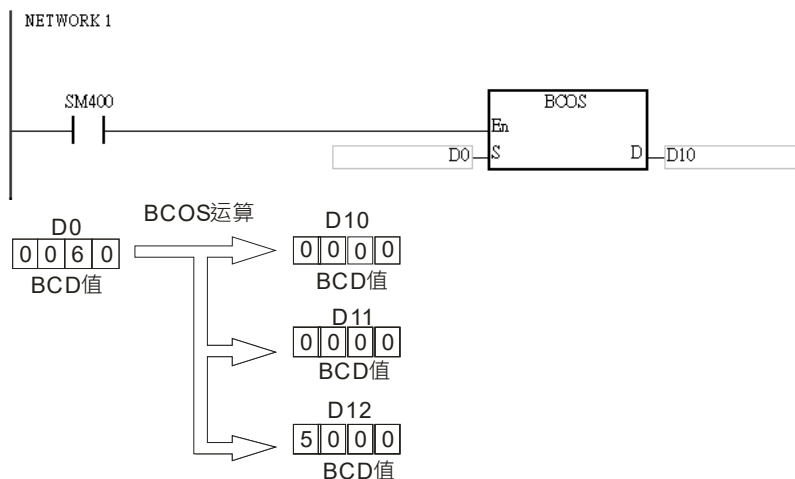 NETWORK 1
SM400
BCOS
En
D0 S D D10
BCOS运算
D0
0 0 6 0
BCD值
D10
0 0 0 0
BCD值
D11
0 0 0 0
BCD值
D12
5 0 0 0
BCD值